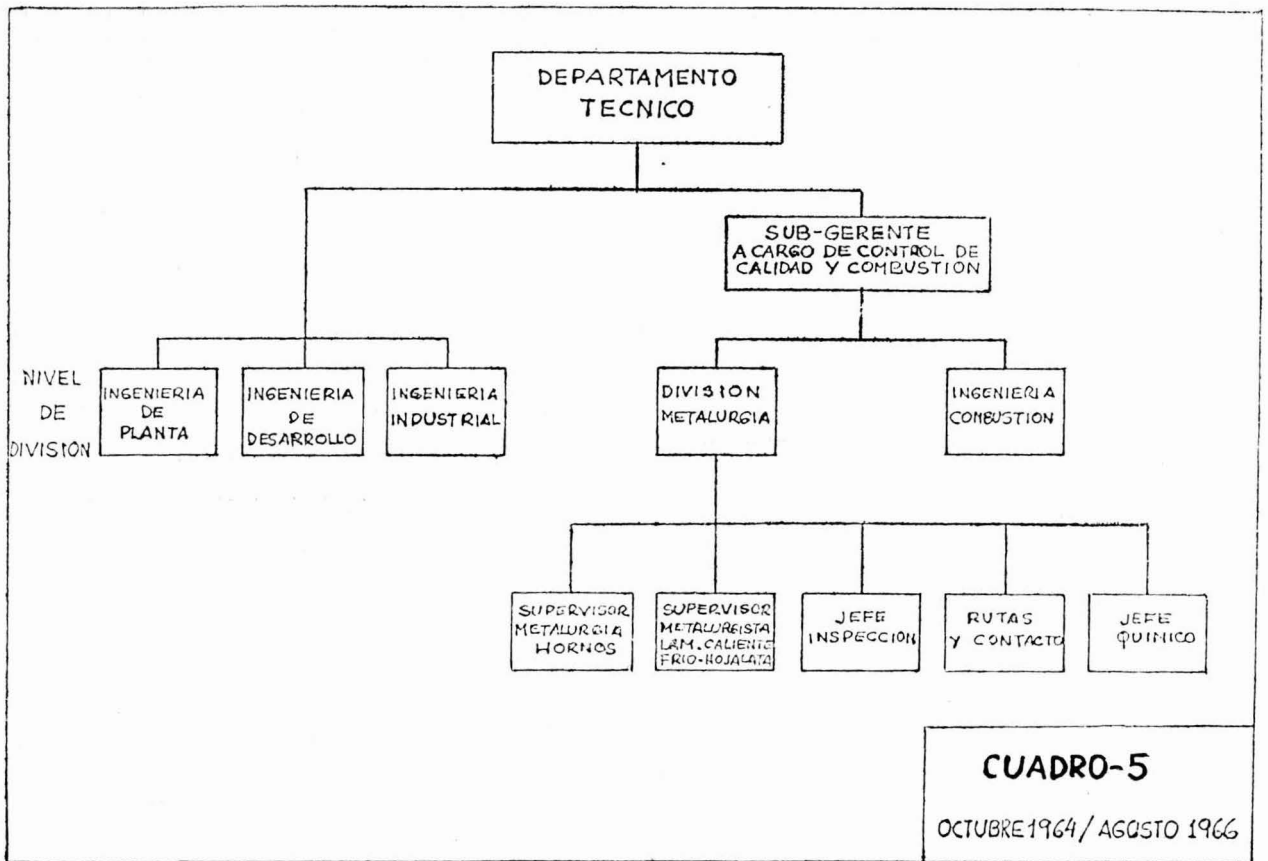 DEPARTAMENTO
TECNICO
SUB-GERENTE
A CARGO DE CONTROL DE
CALIDAD Y COMBUSTION
NIVEL
DE
DIVISION
INGENIERIA
DE
PLANTA
INGENIERIA
DE
DESARROLLO
INGENIERIA
INDUSTRIAL
DIVISION
METALURGIA
INGENIERIA
COMBUSTION
SUPERVISOR
METALURGIA
HORNOS
SUPERVISOR
METALURGISTA
LAM. CALIENTE
FRIO-HOJALATA
JEFE
INSPECCION
RUTAS
Y CONTACTO
JEFE
QUIMICO
CUADRO-5
OCTUBRE 1964 / AGOSTO 1966